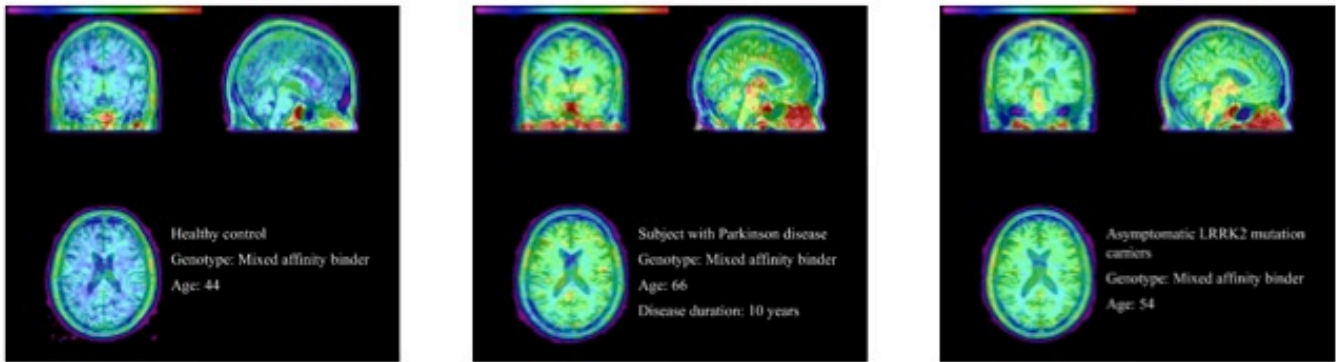 Healthy control
Genotype: Mixed affinity binder
Age: 44
Subject with Parkinson disease
Genotype: Mixed affinity binder
Age: 66
Disease duration: 10 years
Asymptomatic LRRK2 mutation
carriers
Genotype: Mixed affinity binder
Age: 54